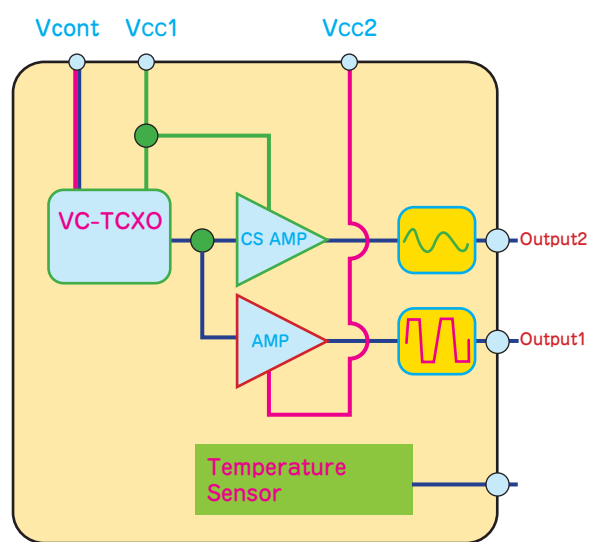 Vcont VCC1 VCC2
VC-TCXO
CS AMP
Output2
AMP
Output1
Temperature
Sensor